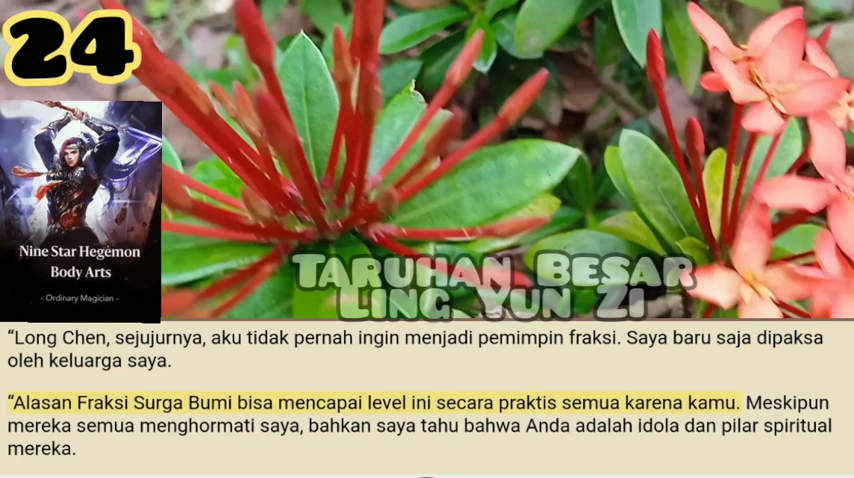 24
Nine Star Hegemon
Body Arts
- Ordinary Magician -
TARUHAN BESAR
LING YUN ZI
“Long Chen, sejujurnya, aku tidak pernah ingin menjadi pemimpin fraksi. Saya baru saja dipaksa
oleh keluarga saya.
“Alasan Fraksi Surga Bumi bisa mencapai level ini secara praktis semua karena kamu. Meskipun
mereka semua menghormati saya, bahkan saya tahu bahwa Anda adalah idola dan pilar spiritual
mereka.